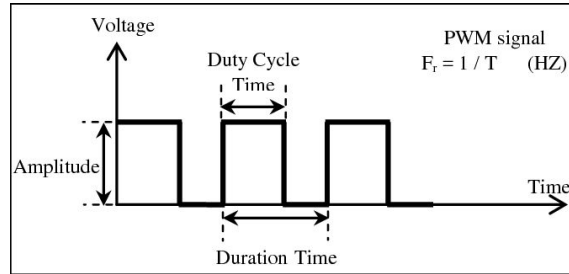 Voltage
PWM signal
Fr = 1 / T (HZ)
Duty Cycle
Time
Amplitude
Time
Duration Time